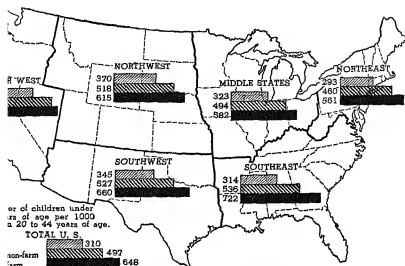 NORTHWEST
370
518
615
MIDDLE STATES
323
494
582
NORTHEAST
293
460
561
R WEST
SOUTHWEST
345
527
660
SOUTHEAST
314
536
722
er of children under
rs of age per 1000
n 20 to 44 years of age.
TOTAL U. S.
310
non-farm 497
farm 648